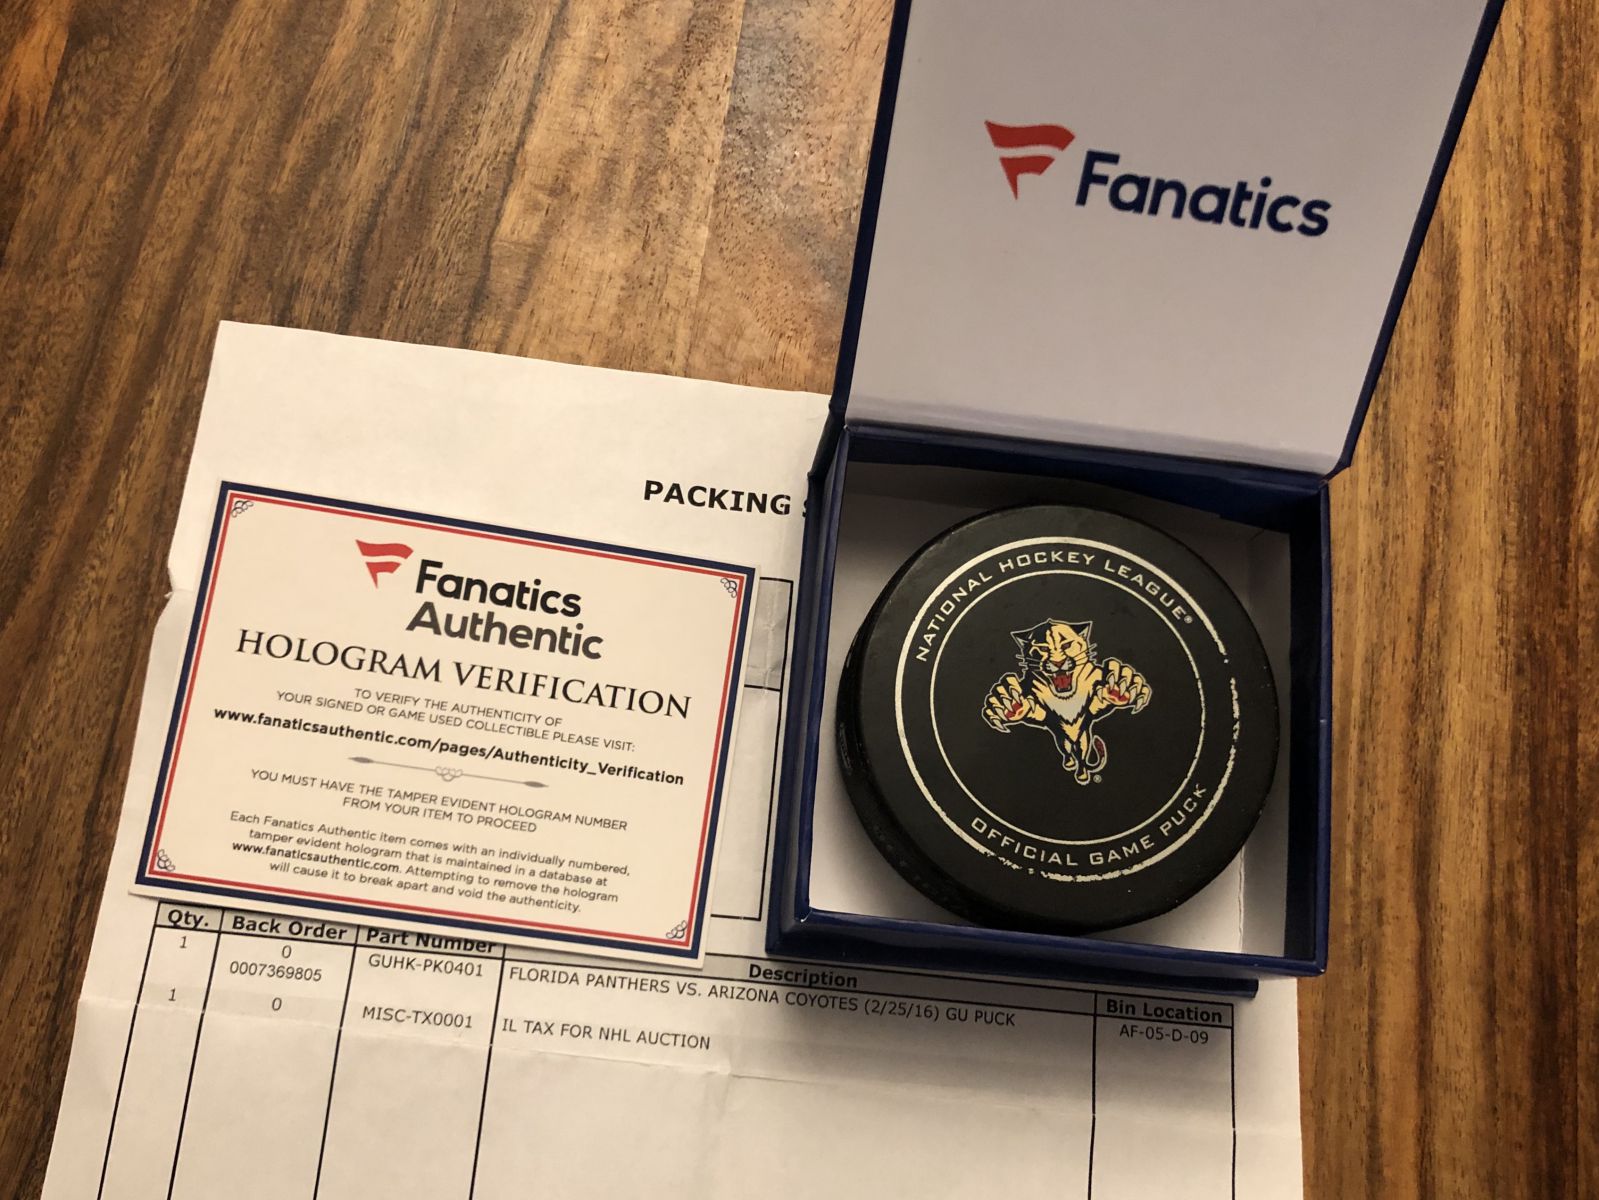 Fanatics
PACKING
Fanatics
Authentic
HOLOGRAM VERIFICATION
TO VERIFY THE AUTHENTICITY OF
YOUR SIGNED OR GAME USED COLLECTIBLE PLEASE VISIT:
www.fanaticsauthentic.com/pages/Authenticity_Verification
YOU MUST HAVE THE TAMPER EVIDENT HOLOGRAM NUMBER
FROM YOUR ITEM TO PROCEED
Each Fanatics Authentic item comes with an individually numbered,
tamper evident hologram that is maintained in a database at
www.fanaticsauthentic.com. Attempting to remove the hologram
will cause it to break apart and void the authenticity.
NATIONAL HOCKEY LEAGUE®
®
OFFICIAL GAME PUCK
Qty. Back Order Part Number Description Bin Location
1 0 GUHK-PK0401 FLORIDA PANTHERS VS. ARIZONA COYOTES (2/25/16) GU PUCK AF-05-D-09
0007369805
1 0 MISC-TX0001 IL TAX FOR NHL AUCTION